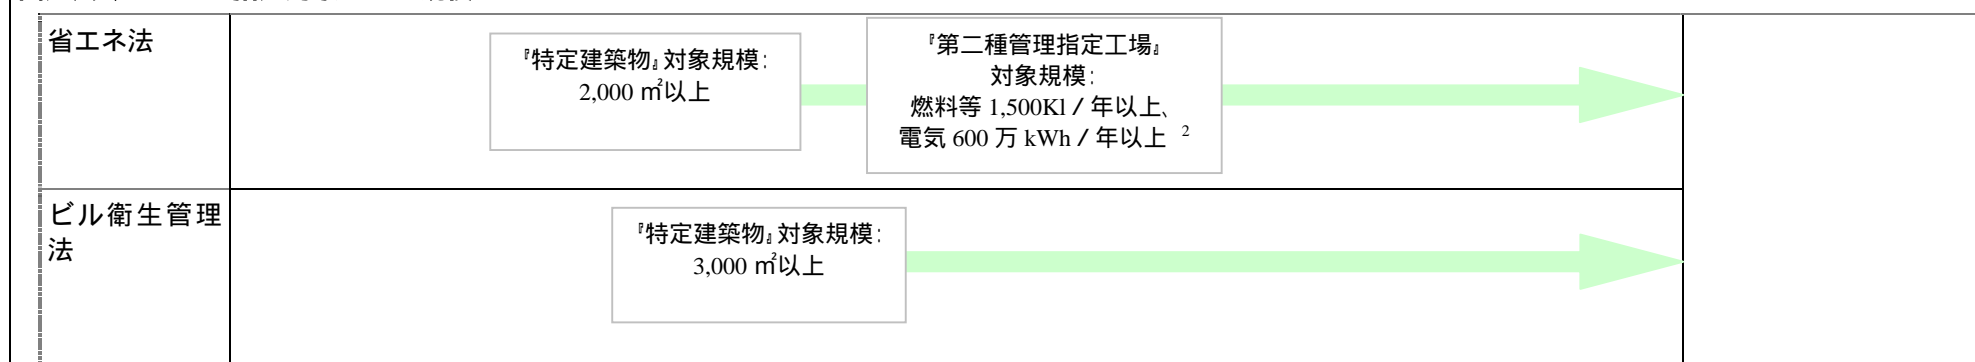 省エネ法
『特定建築物』対象規模:
2,000 ㎡以上
『第二種管理指定工場』
対象規模:
燃料等 1,500Kl / 年以上、
電気 600 万 kWh / 年以上 2
ビル衛生管理
法
『特定建築物』対象規模:
3,000 ㎡以上